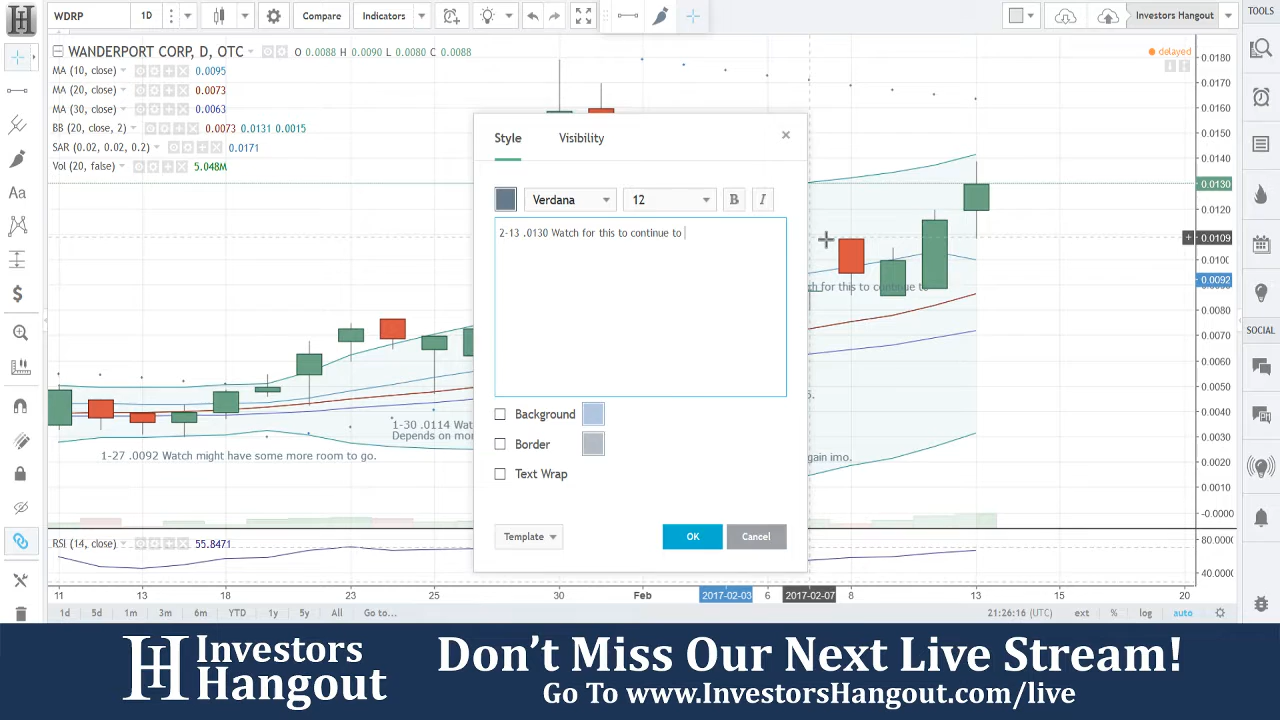 WDRP
1D
Compare
Indicators
Investors Hangout
TOOLS
WANDERPORT CORP, D, OTC
O 0.0088 H 0.0090 L 0.0080 C 0.0088
delayed
MA (10, close) 0.0095
MA (20, close) 0.0073
MA (30, close) 0.0063
BB (20, close, 2) 0.0073 0.0131 0.0015
SAR (0.02, 0.02, 0.2) 0.0171
Vol (20, false) 5.048M
Aa
$
Style
Visibility
Verdana
12
B
I
2-13 .0130 Watch for this to continue to
Background
Border
Text Wrap
Template
OK
Cancel
h for this to continue to
1-30 .0114 Wat
Depends on mor
1-27 .0092 Watch might have some more room to go.
gain imo.
0.0180
0.0170
0.0160
0.0150
0.0140
0.0130
0.0120
0.0109
0.0100
0.0092
0.0080
0.0070
0.0060
0.0050
0.0040
0.0030
0.0020
0.0010
-0.0000
80.0000
40.0000
SOCIAL
RSI (14, close) 55.8471
11
13
18
23
25
30
Feb
2017-02-03
6
2017-02-07
8
13
15
20
1d
5d
1m
3m
6m
YTD
1y
5y
All
Go to...
21:26:16 (UTC)
ext
%
log
auto
Investors
Hangout
Don't Miss Our Next Live Stream!
Go To www.InvestorsHangout.com/live